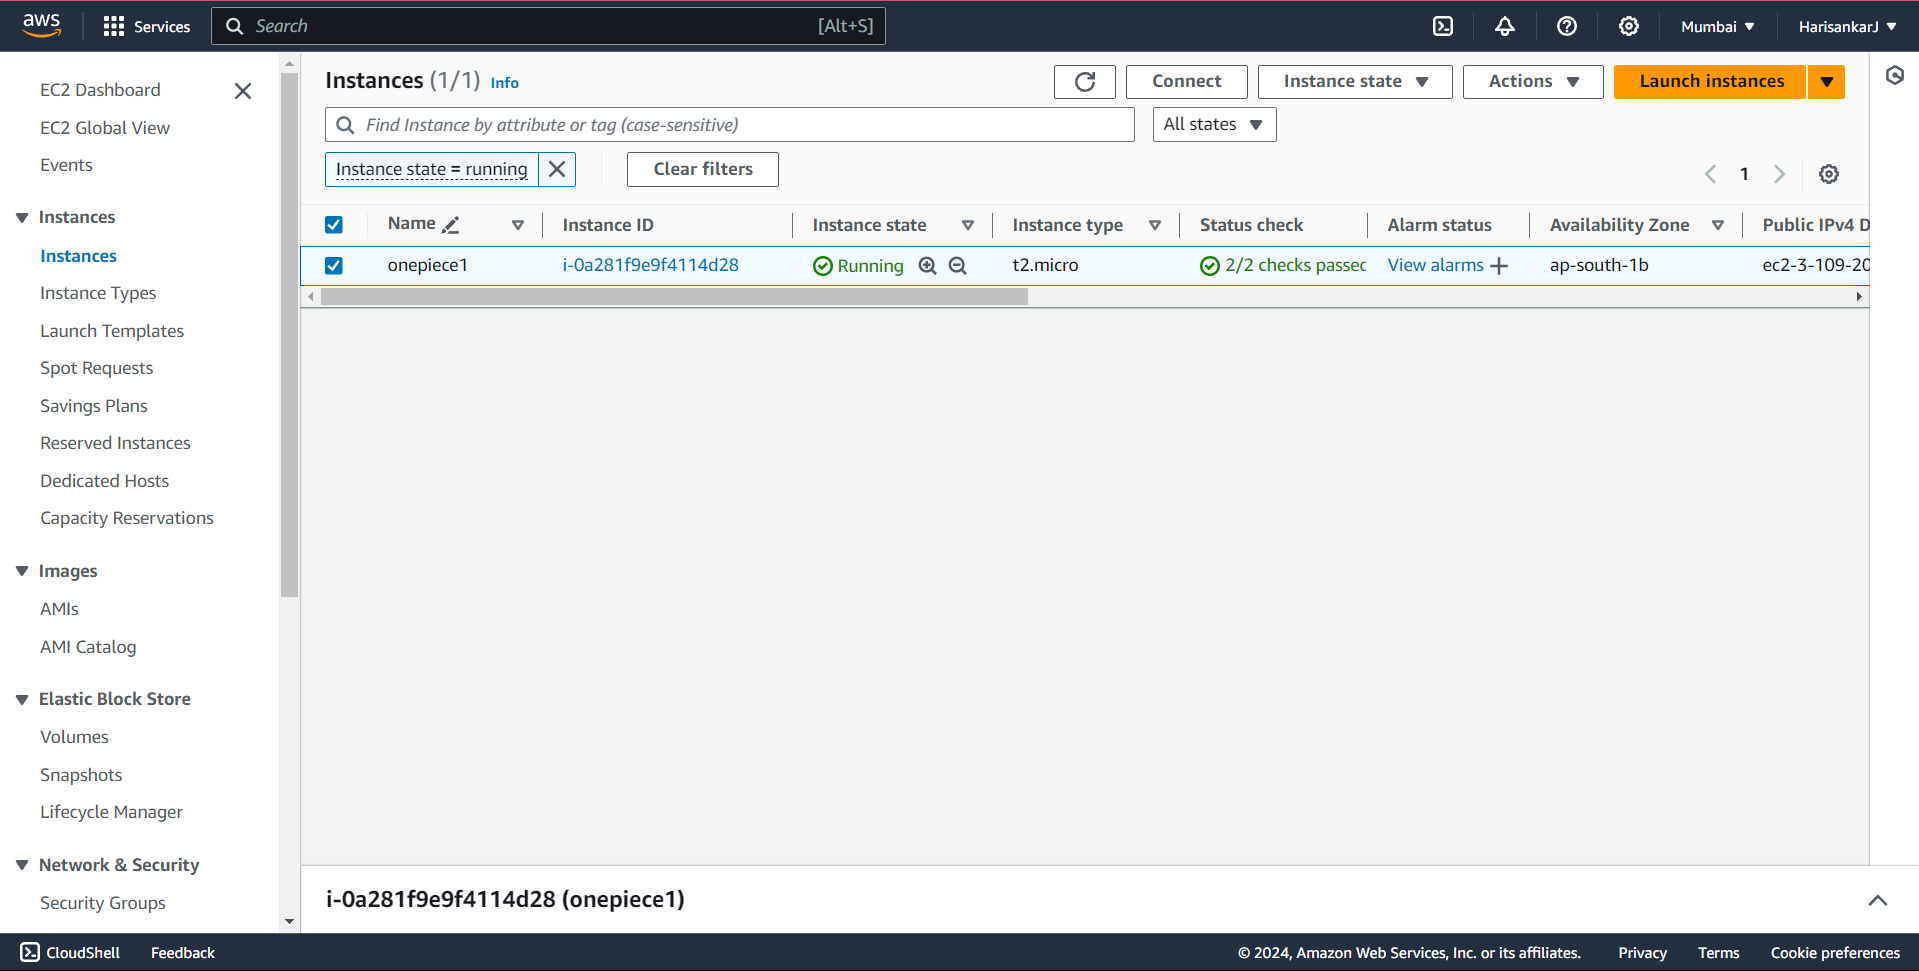 aws
Services
Search
[Alt+S]
Mumbai
HarisankarJ
EC2 Dashboard
EC2 Global View
Events
Instances
Instances
Instance Types
Launch Templates
Spot Requests
Savings Plans
Reserved Instances
Dedicated Hosts
Capacity Reservations
Images
AMIs
AMI Catalog
Elastic Block Store
Volumes
Snapshots
Lifecycle Manager
Network & Security
Security Groups
Instances (1/1) Info
Connect
Instance state
Actions
Launch instances
Find Instance by attribute or tag (case-sensitive)
All states
Instance state = running
Clear filters
1
Name Instance ID Instance state Instance type Status check Alarm status Availability Zone Public IPv4 D
onepiece1 i-0a281f9e9f4114d28 Running t2.micro 2/2 checks passed View alarms ap-south-1b ec2-3-109-20
i-0a281f9e9f4114d28 (onepiece1)
CloudShell Feedback © 2024, Amazon Web Services, Inc. or its affiliates. Privacy Terms Cookie preferences